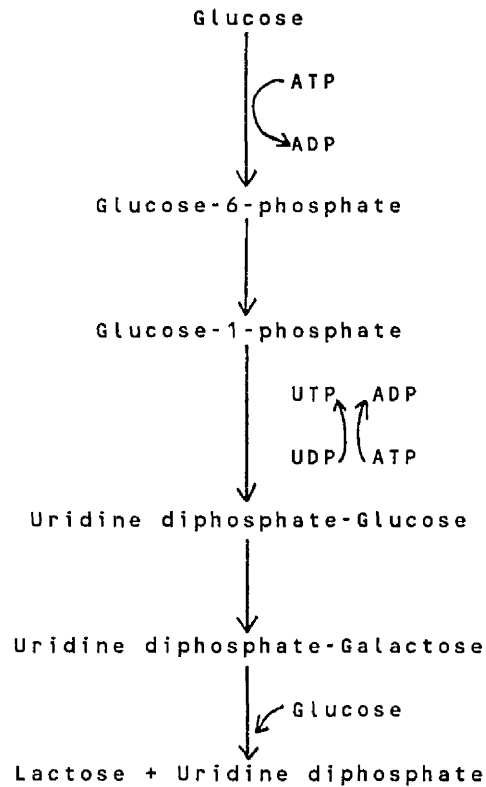 Glucose
ATP
ADP
Glucose-6-phosphate
Glucose-1-phosphate
UTP ADP
UDP ATP
Uridine diphosphate-Glucose
Uridine diphosphate-Galactose
Glucose
Lactose + Uridine diphosphate